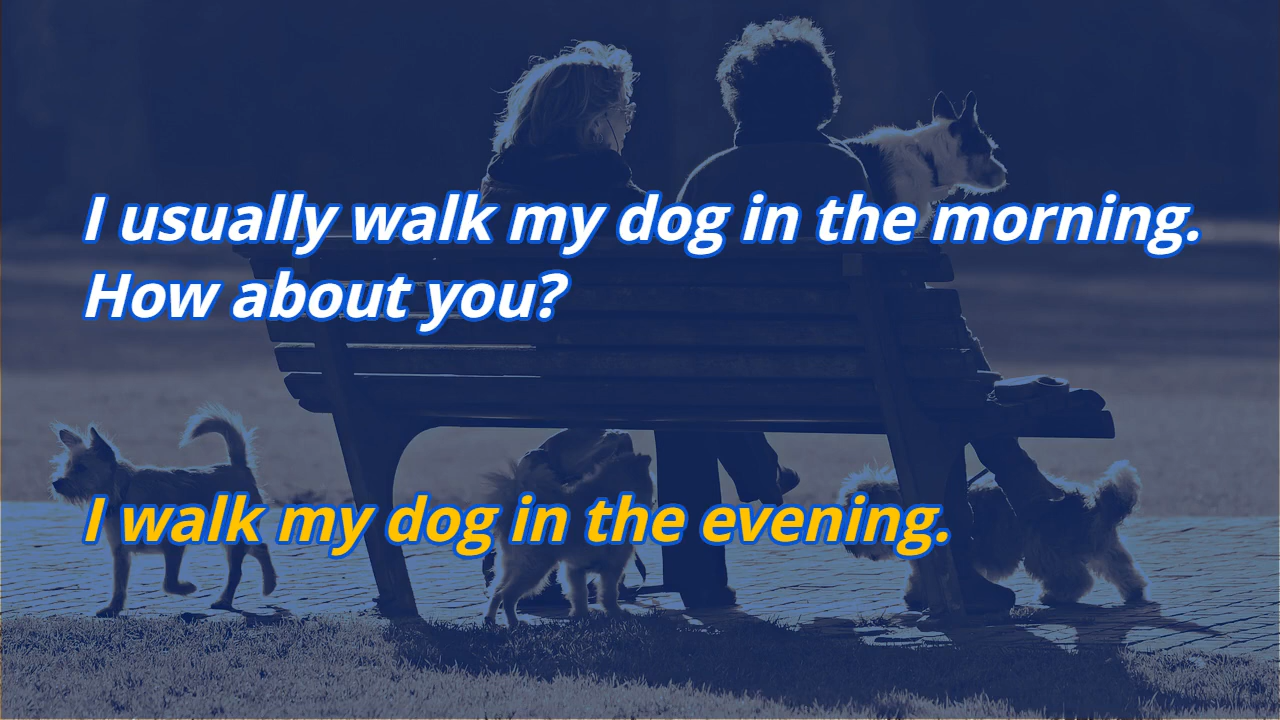 I usually walk my dog in the morning.
How about you?
I walk my dog in the evening.